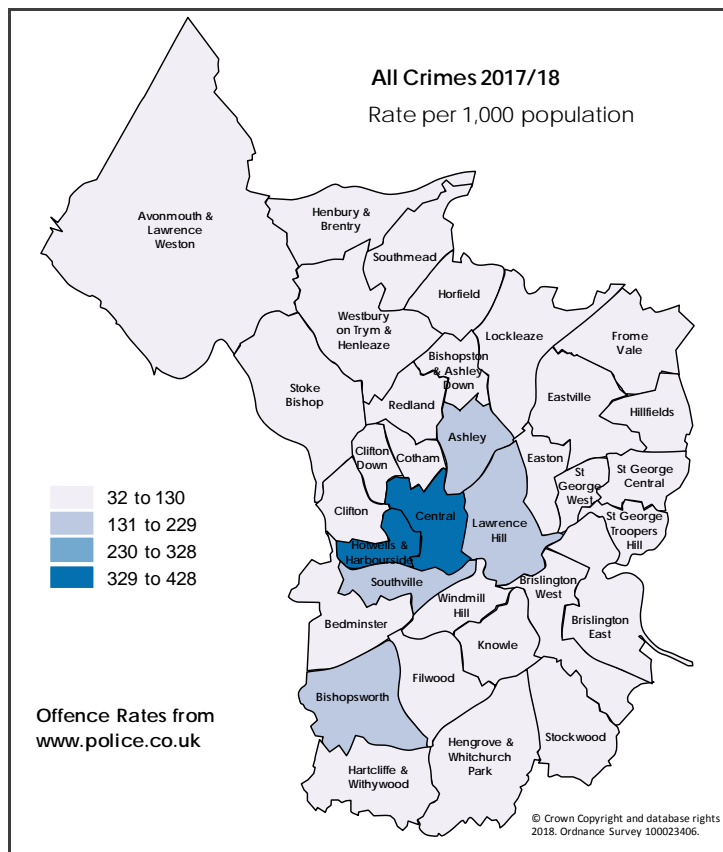 All Crimes 2017/18
Rate per 1,000 population
Avonmouth &
Lawrence
Weston
Henbury &
Brentry
Southmead
Horfield
Westbury
on Trym &
Henleaze
Lockleaze
Frome
Vale
Bishopston
& Ashley
Down
Stoke
Bishop
Redland
Eastville
Hillfields
Ashley
Clifton
Down
Cotham
Easton
St George
West
St George
Central
Clifton
Central
Lawrence
Hill
St George
Troopers
Hill
Hotwells &
Harbourside
Southville
Windmill
Hill
Brislington
West
Brislington
East
Bedminster
Knowle
Filwood
Bishopsworth
Stockwood
Hengrove &
Whitchurch
Park
Hartcliffe &
Withywood
32 to 130
131 to 229
230 to 328
329 to 428
Offence Rates from
www.police.co.uk
© Crown Copyright and database rights
2018. Ordnance Survey 100023406.